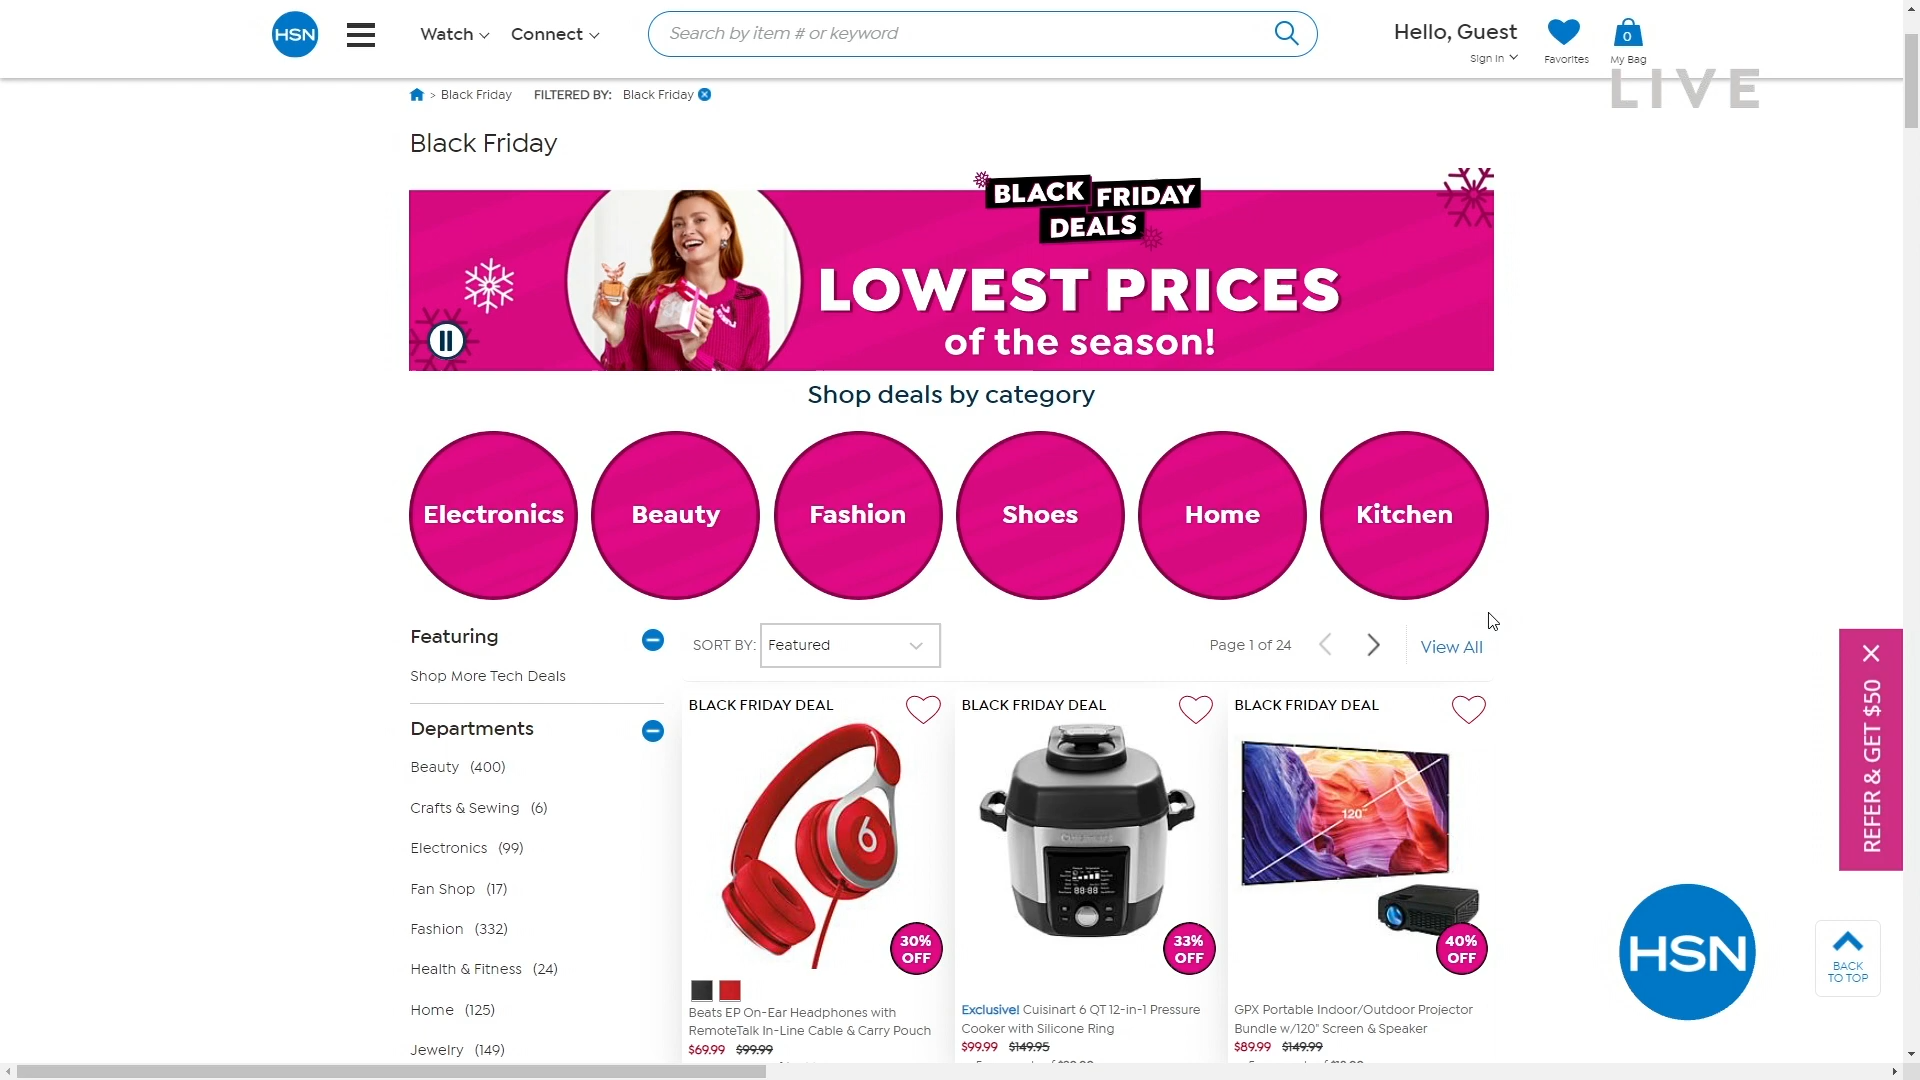 HSN
Watch
Connect
Search by item # or keyword
Hello, Guest
Sign In
Favorites
0
My Bag
LIVE
> Black Friday
FILTERED BY:
Black Friday
Black Friday
BLACK FRIDAY
DEALS
LOWEST PRICES
of the season!
Shop deals by category
Electronics
Beauty
Fashion
Shoes
Home
Kitchen
Featuring
Shop More Tech Deals
Departments
Beauty (400)
Crafts & Sewing (6)
Electronics (99)
Fan Shop (17)
Fashion (332)
Health & Fitness (24)
Home (125)
Jewelry (149)
SORT BY:
Featured
Page 1 of 24
View All
BLACK FRIDAY DEAL
30%
OFF
Beats EP On-Ear Headphones with
RemoteTalk In-Line Cable & Carry Pouch
$69.99 $99.99
BLACK FRIDAY DEAL
Cuisinart
88:88
33%
OFF
Exclusive! Cuisinart 6 QT 12-in-1 Pressure
Cooker with Silicone Ring
$99.99 $149.95
BLACK FRIDAY DEAL
120"
40%
OFF
GPX Portable Indoor/Outdoor Projector
Bundle w/120" Screen & Speaker
$89.99 $149.99
REFER & GET $50
HSN
BACK
TO TOP